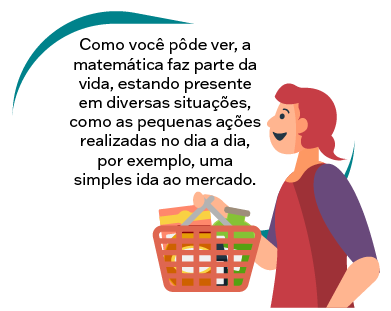 Como você pôde ver, a
matemática faz parte da
vida, estando presente
em diversas situações,
como as pequenas ações
realizadas no dia a dia,
por exemplo, uma
simples ida ao mercado.